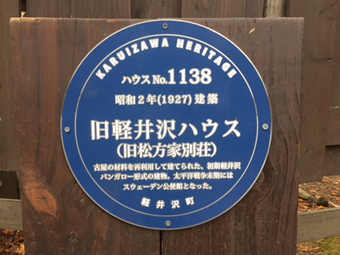 KARUIZAWA HERITAGE
ハウス No.1138
昭和2年(1927)建築
旧軽井沢ハウス
(旧松方家別荘)
古屋の材料を再利用して建てられた、初期軽井沢
バンガロー形式の建物。太平洋戦争末期には
スウェーデン公使館となった。
軽井沢町